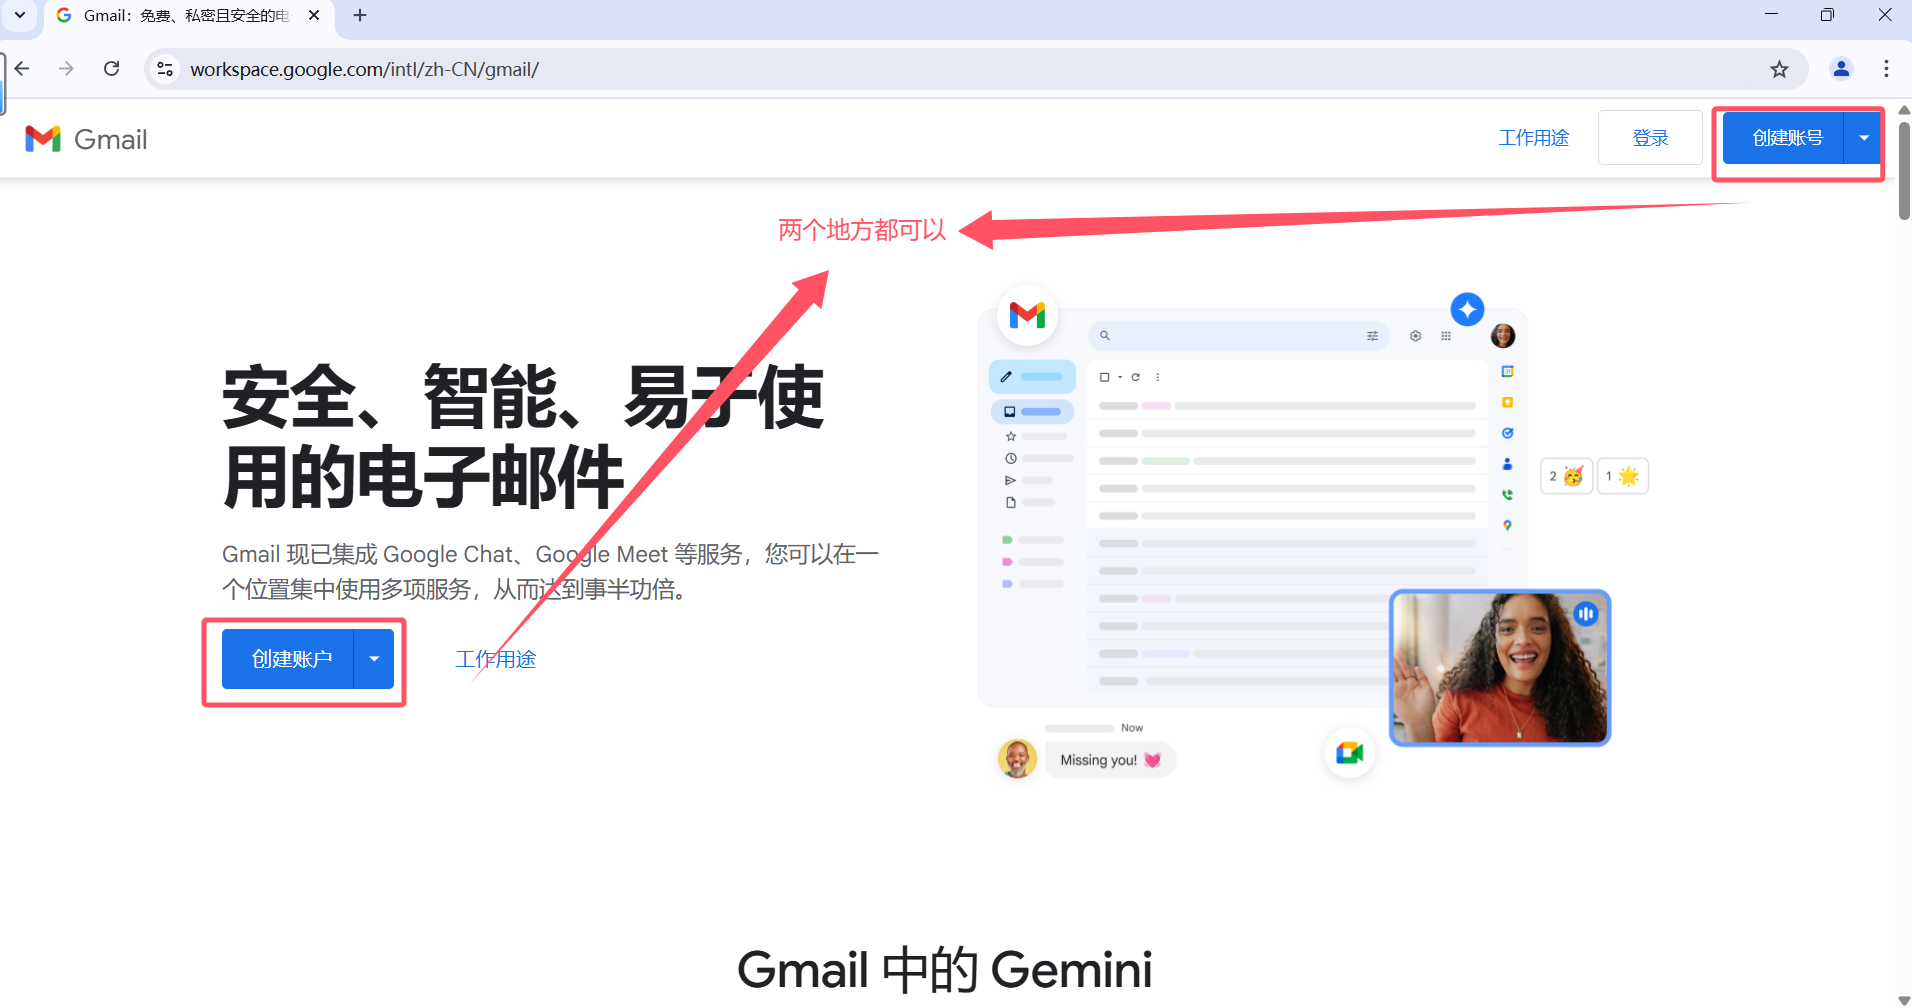 Gmail：免费、私密且安全的电
workspace.google.com/intl/zh-CN/gmail/
Gmail
工作用途
登录
创建账号
两个地方都可以
安全、智能、易于使
用的电子邮件
Gmail 现已集成 Google Chat、Google Meet 等服务，您可以在一
个位置集中使用多项服务，从而达到事半功倍。
创建账户
工作用途
2
1
Now
Missing you!
Gmail 中的 Gemini